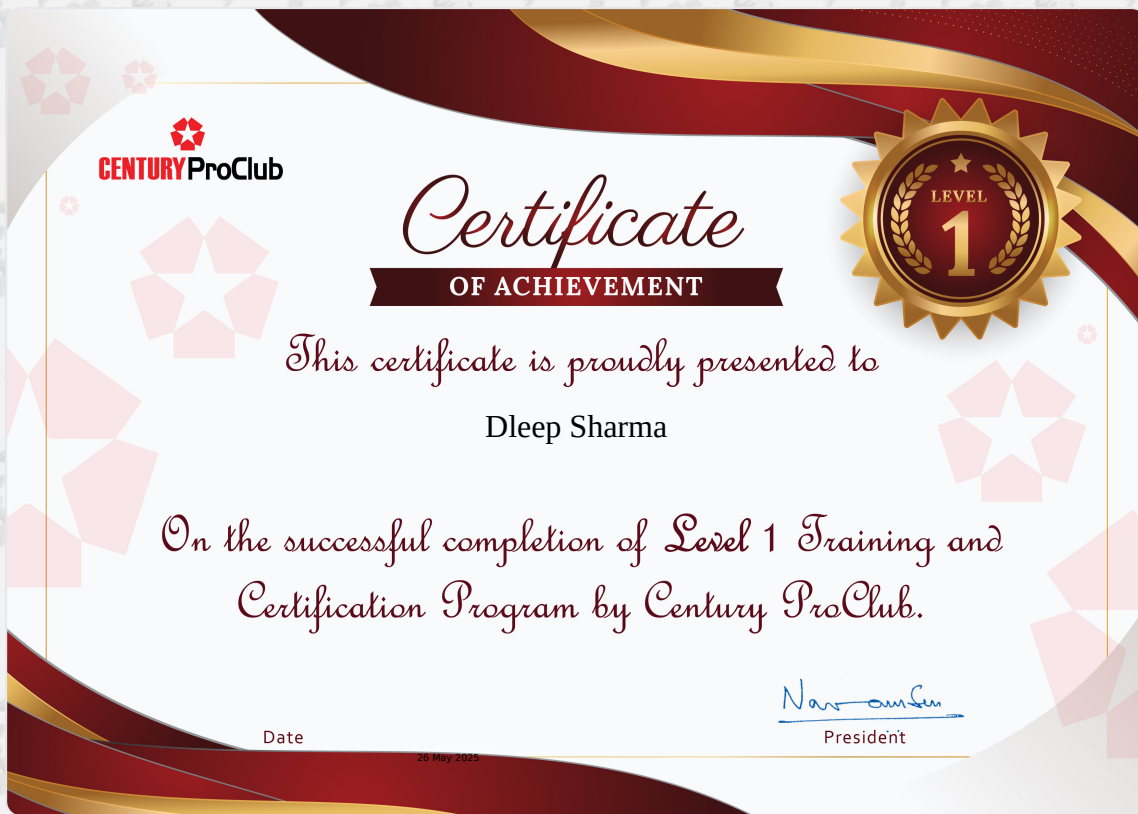 CENTURY ProClub
LEVEL
1
Certificate
OF ACHIEVEMENT
This certificate is proudly presented to
Dleep Sharma
On the successful completion of Level 1 Training and
Certification Program by Century ProClub.
Date
President
26 May 2025